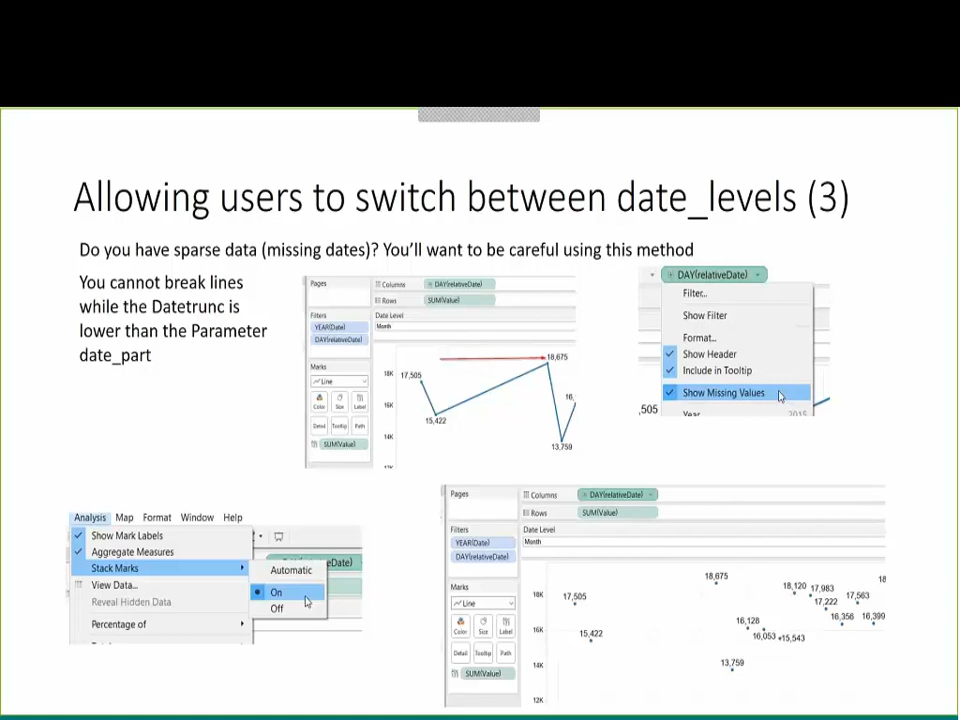 Allowing users to switch between date_levels (3)
Do you have sparse data (missing dates)? You’ll want to be careful using this method
You cannot break lines
while the Datetrunc is
lower than the Parameter
date_part
Pages
Columns
DAY(relativeDate)
Rows
SUM(Value)
Filters
YEAR(Date)
DAY(relativeDate)
Date Level
Month
Marks
Line
Color
Size
Label
Detail
Tooltip
Path
SUM(Value)
18K
16K
14K
17,505
15,422
18,675
16,
13,759
DAY(relativeDate)
Filter...
Show Filter
Format...
Show Header
Include in Tooltip
Show Missing Values
Year
2015
,505
Analysis Map Format Window Help
Show Mark Labels
Aggregate Measures
Stack Marks
View Data...
Reveal Hidden Data
Percentage of
Automatic
On
Off
Date)
Pages
Columns
DAY(relativeDate)
Rows
SUM(Value)
Filters
YEAR(Date)
DAY(relativeDate)
Date Level
Month
Marks
Line
Color
Size
Label
Detail
Tooltip
Path
SUM(Value)
18K
16K
14K
12K
17,505
15,422
18,675
16,128
13,759
16,053
15,543
18,120
17,983
17,222
16,356
17,563
16,399
18